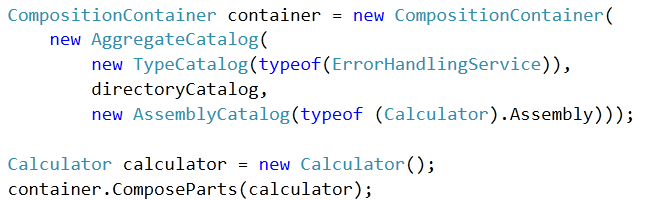 CompositionContainer container = new CompositionContainer(
    new AggregateCatalog(
        new TypeCatalog(typeof(ErrorHandlingService)),
        directoryCatalog,
        new AssemblyCatalog(typeof (Calculator).Assembly)));

Calculator calculator = new Calculator();
container.ComposeParts(calculator);